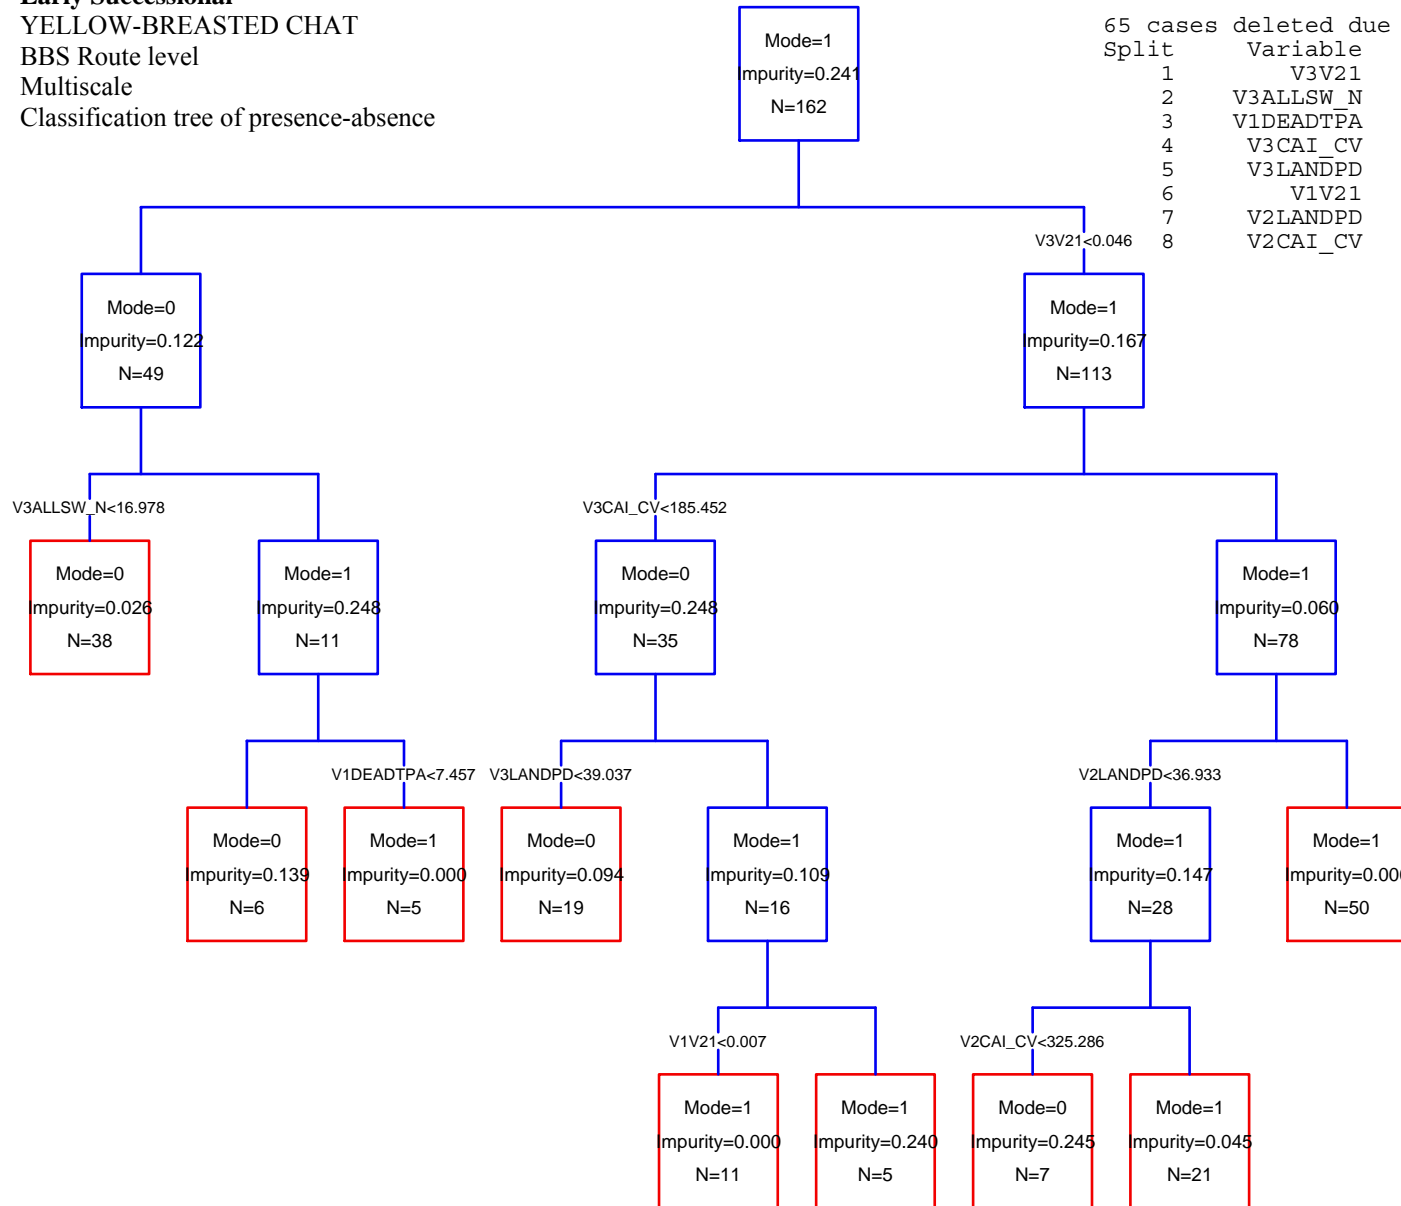 Early Successional
YELLOW-BREASTED CHAT
BBS Route level
Multiscale
Classification tree of presence-absence
65 cases deleted due
Split Variable
1 V3V21
2 V3ALLSW_N
3 V1DEADTPA
4 V3CAI_CV
5 V3LANDPD
6 V1V21
7 V2LANDPD
8 V2CAI_CV
Mode=1
Impurity=0.241
N=162
V3V21<0.046
Mode=0
Impurity=0.122
N=49
Mode=1
Impurity=0.167
N=113
V3ALLSW_N<16.978
V3CAI_CV<185.452
Mode=0
Impurity=0.026
N=38
Mode=1
Impurity=0.248
N=11
Mode=0
Impurity=0.248
N=35
Mode=1
Impurity=0.060
N=78
V1DEADTPA<7.457
V3LANDPD<39.037
V2LANDPD<36.933
Mode=0
Impurity=0.139
N=6
Mode=1
Impurity=0.000
N=5
Mode=0
Impurity=0.094
N=19
Mode=1
Impurity=0.109
N=16
Mode=1
Impurity=0.147
N=28
Mode=1
N=50
V1V21<0.007
V2CAI_CV<325.286
Mode=1
Impurity=0.000
N=11
Mode=1
Impurity=0.240
N=5
Mode=0
Impurity=0.245
N=7
Mode=1
Impurity=0.045
N=21